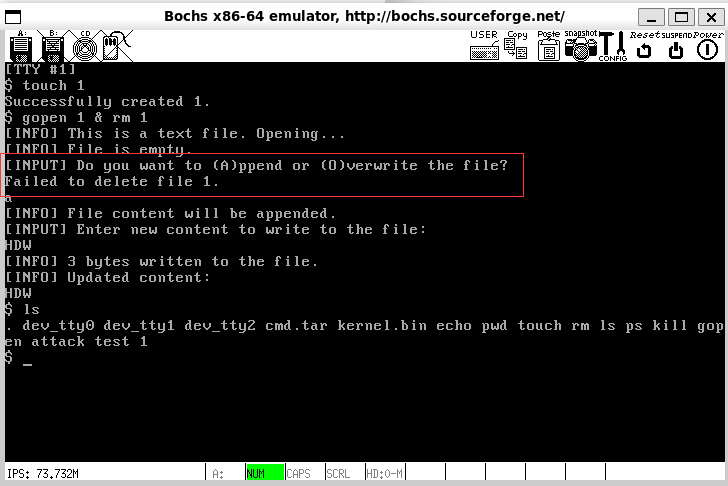 Bochs x86-64 emulator, http://bochs.sourceforge.net/
A: B: CD USER Copy Paste snapshot CONFIG Reset SUSPEND Power
[TTY #1]
$ touch 1
Successfully created 1.
$ gopen 1 & rm 1
[INFO] This is a text file. Opening...
[INFO] File is empty.
[INPUT] Do you want to (A)ppend or (O)verwrite the file?
Failed to delete file 1.
a
[INFO] File content will be appended.
[INPUT] Enter new content to write to the file:
HDW
[INFO] 3 bytes written to the file.
[INFO] Updated content:
HDW
$ ls
. dev_tty0 dev_tty1 dev_tty2 cmd.tar kernel.bin echo pwd touch rm ls ps kill gop
en attack test 1
$ _
IPS: 73.732M A: NUM CAPS SCRL HD:0-M